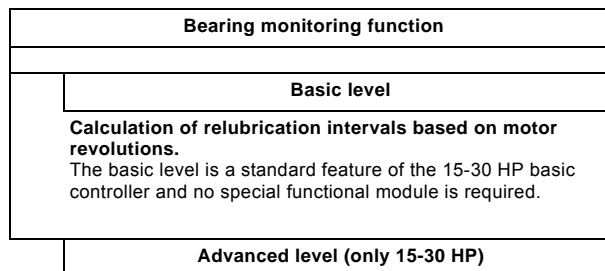 Bearing monitoring function
Basic level
Calculation of relubrication intervals based on motor
revolutions.
The basic level is a standard feature of the 15-30 HP basic
controller and no special functional module is required.
Advanced level (only 15-30 HP)